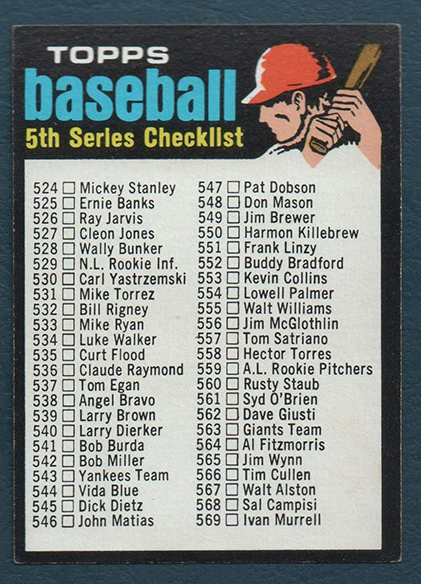 TOPPS
baseball
5th Series Checklist
524 Mickey Stanley
525 Ernie Banks
526 Ray Jarvis
527 Cleon Jones
528 Wally Bunker
529 N.L. Rookie Inf.
530 Carl Yastrzemski
531 Mike Torrez
532 Bill Rigney
533 Mike Ryan
534 Luke Walker
535 Curt Flood
536 Claude Raymond
537 Tom Egan
538 Angel Bravo
539 Larry Brown
540 Larry Dierker
541 Bob Burda
542 Bob Miller
543 Yankees Team
544 Vida Blue
545 Dick Dietz
546 John Matias
547 Pat Dobson
548 Don Mason
549 Jim Brewer
550 Harmon Killebrew
551 Frank Linzy
552 Buddy Bradford
553 Kevin Collins
554 Lowell Palmer
555 Walt Williams
556 Jim McGlothlin
557 Tom Satriano
558 Hector Torres
559 A.L. Rookie Pitchers
560 Rusty Staub
561 Syd O'Brien
562 Dave Giusti
563 Giants Team
564 Al Fitzmorris
565 Jim Wynn
566 Tim Cullen
567 Walt Alston
568 Sal Campisi
569 Ivan Murrell